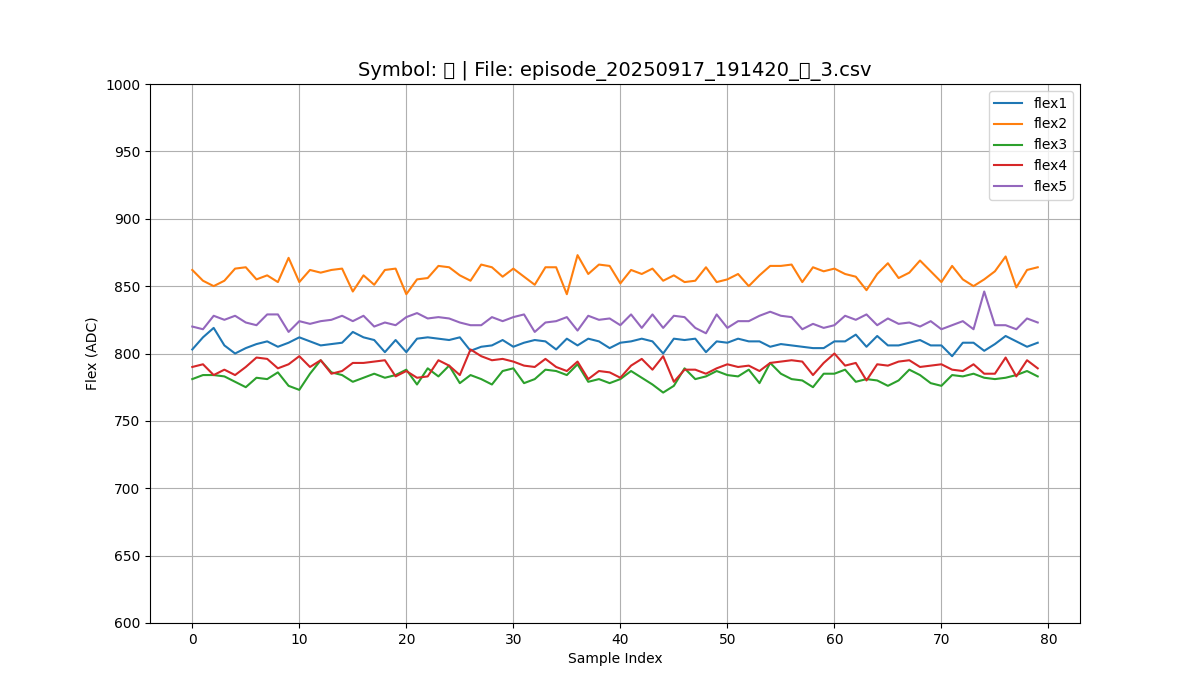 Symbol: ▯ | File: episode_20250917_191420_▯_3.csv
1000
950
900
850
800
750
700
650
600
Flex (ADC)
0 10 20 30 40 50 60 70 80
Sample Index
flex1
flex2
flex3
flex4
flex5